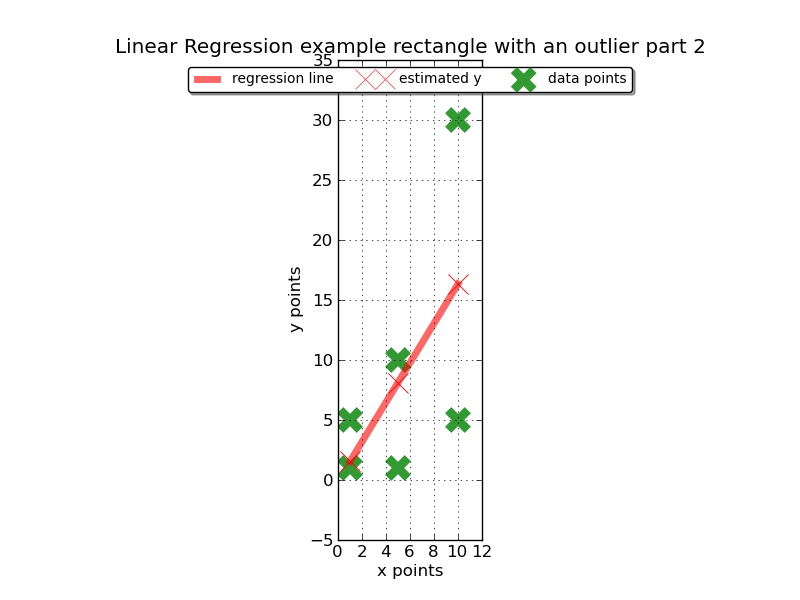 Linear Regression example rectangle with an outlier part 2
regression line estimated y data points
35
30
25
20
15
10
5
0
−5
y points
0 2 4 6 8 10 12
x points